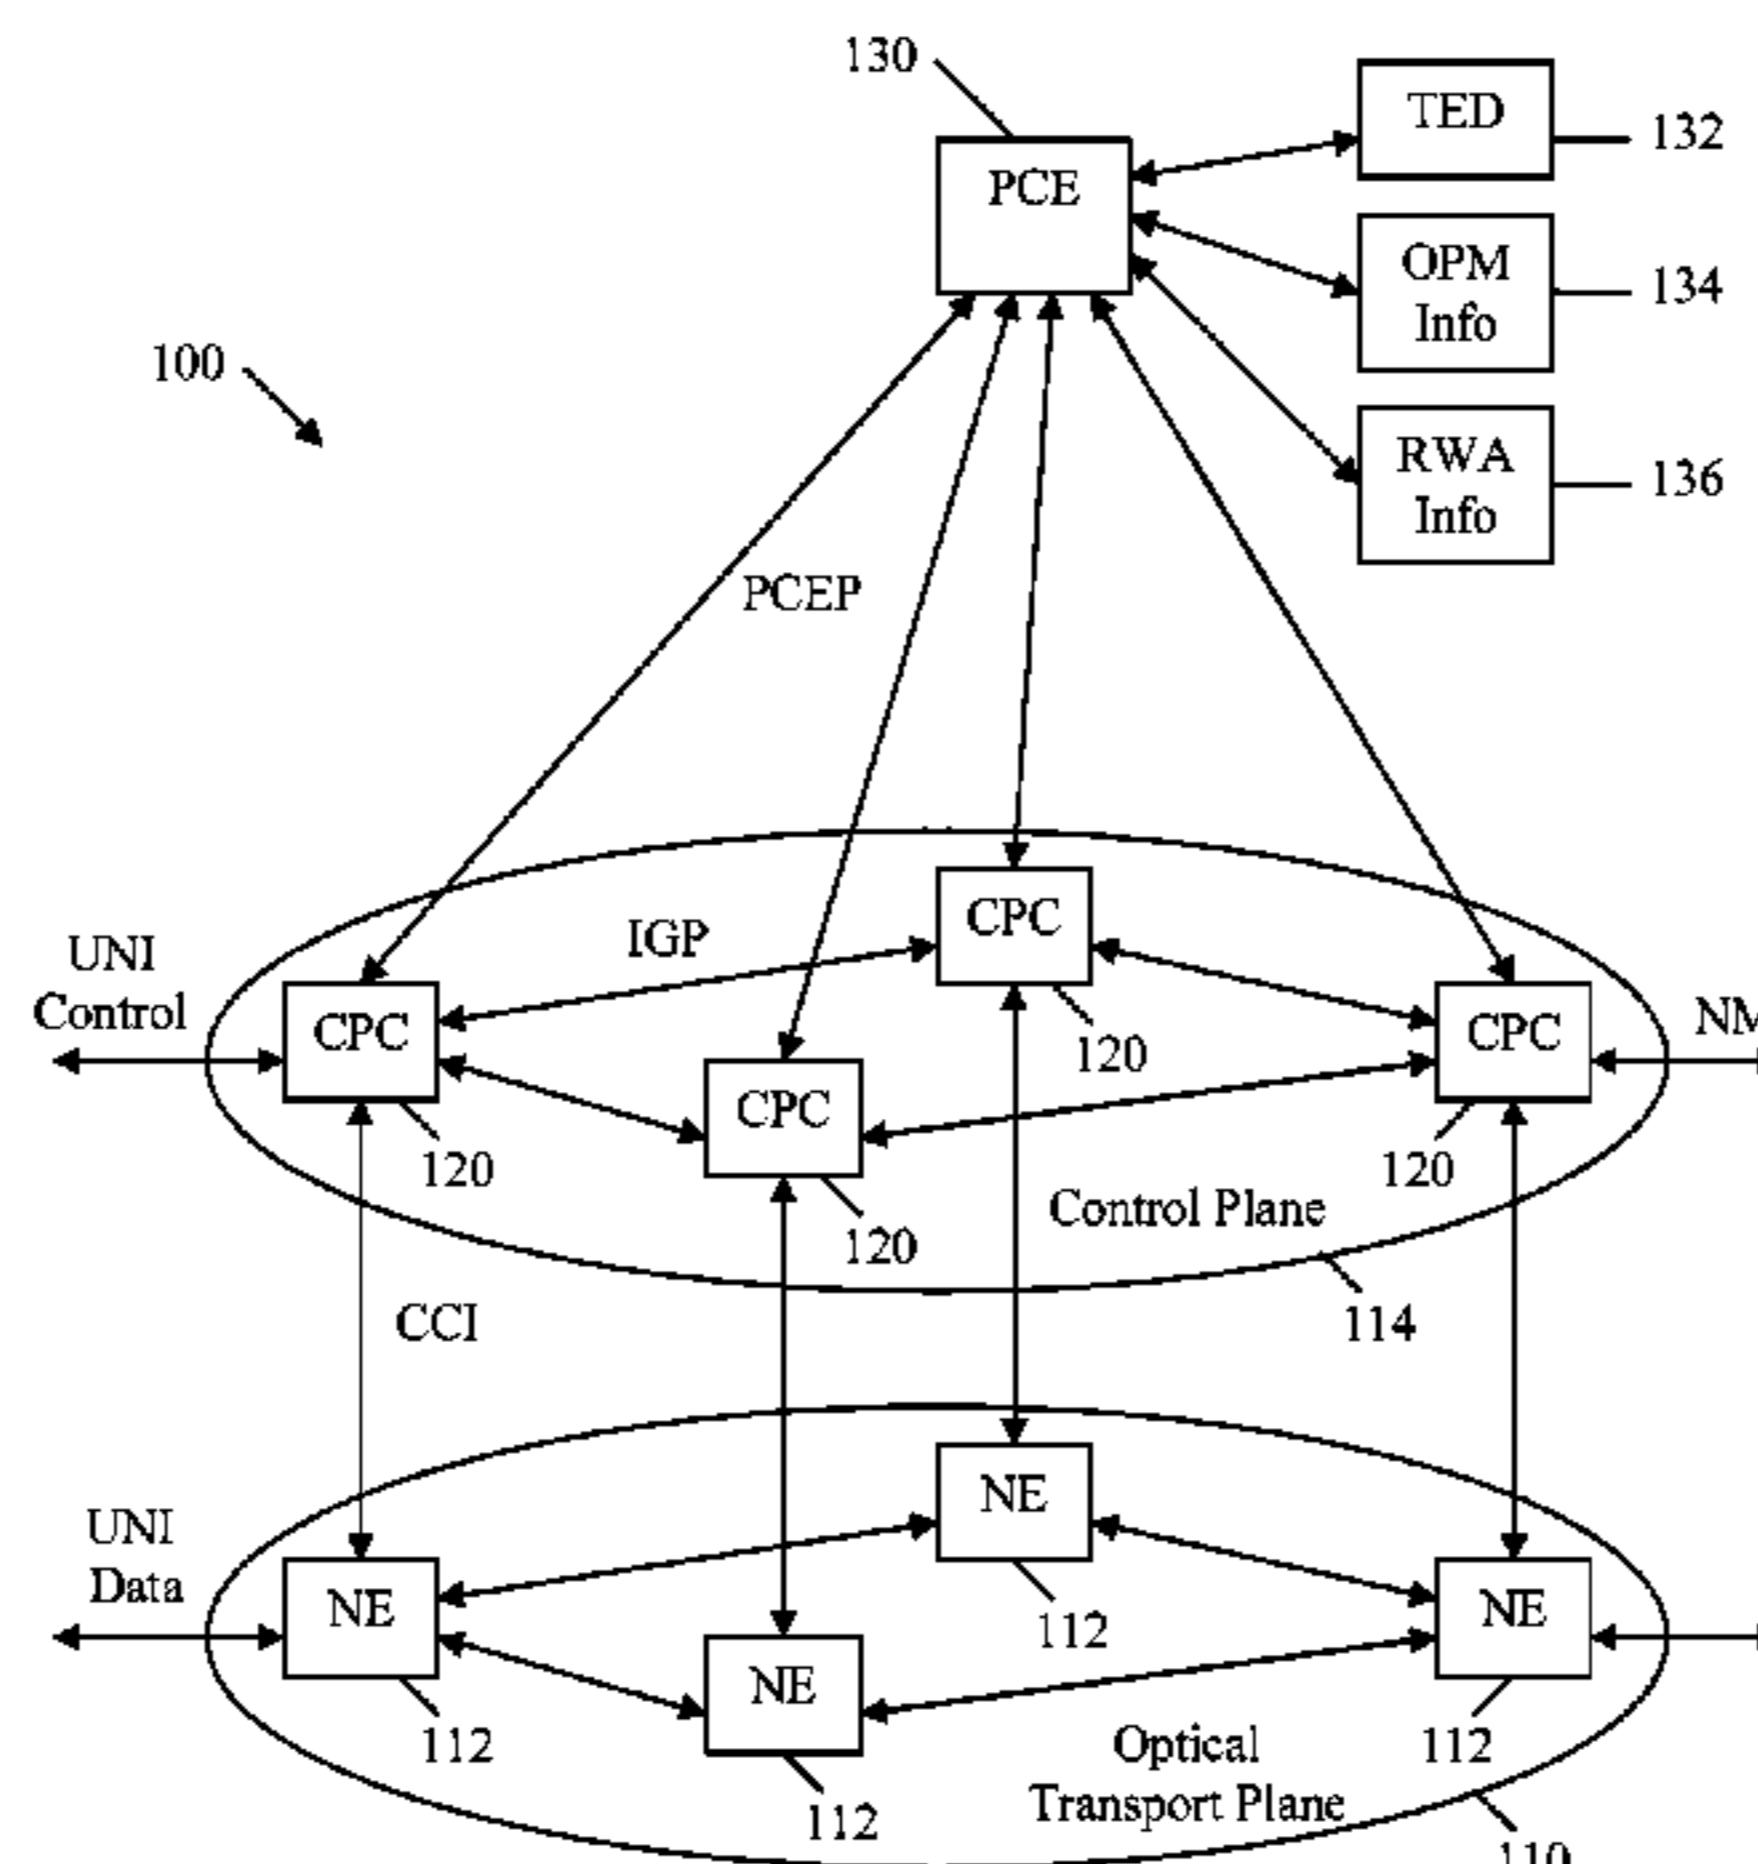 130
TED
132
PCE
OPM
Info
134
100
RWA
Info
136
PCEP
UNI
Control
IGP
CPC
CPC
CPC
CPC
NM
120
120
120
120
Control Plane
CCI
114
UNI
Data
NE
NE
NE
NE
112
112
112
112
Optical
Transport Plane
110